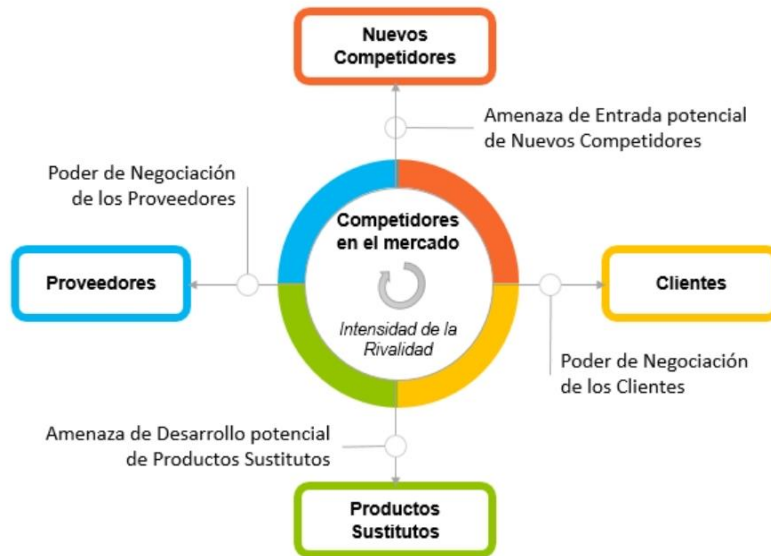 Nuevos
Competidores
Amenaza de Entrada potencial
de Nuevos Competidores
Poder de Negociación
de los Proveedores
Competidores
en el mercado
Proveedores
Clientes
Intensidad de la
Rivalidad
Poder de Negociación
de los Clientes
Amenaza de Desarrollo potencial
de Productos Sustitutos
Productos
Sustitutos